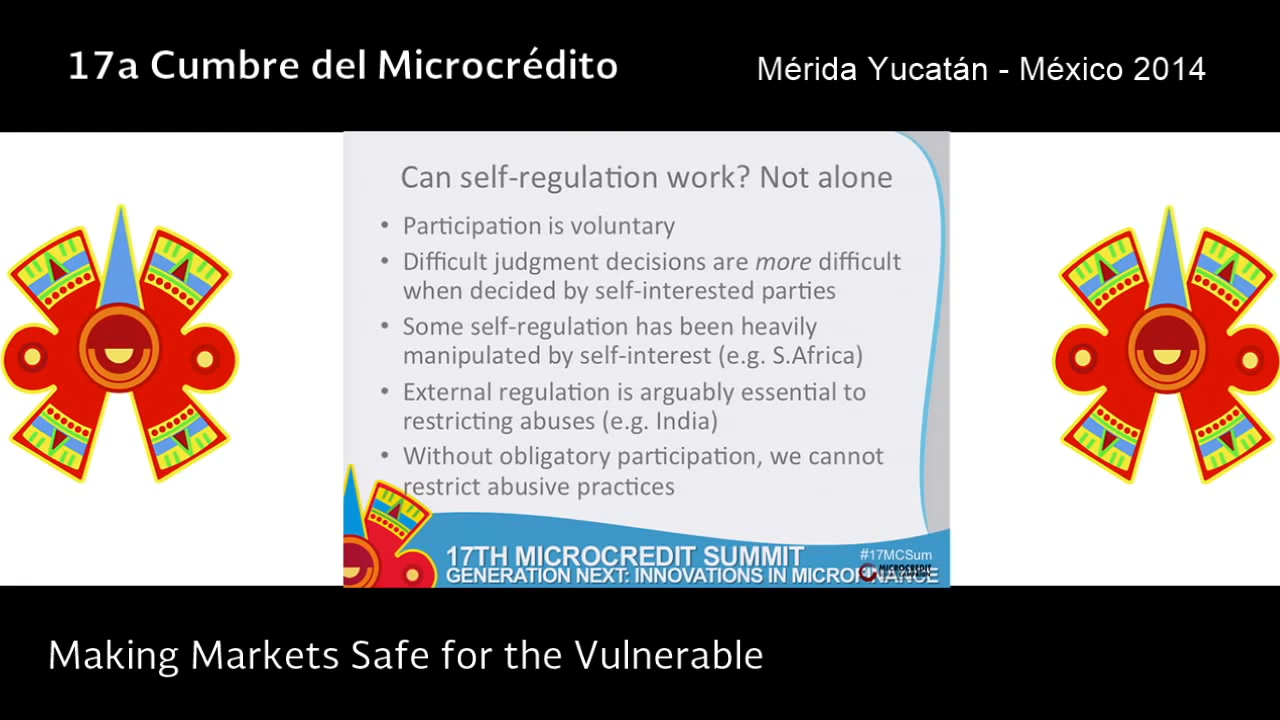 17a Cumbre del Microcrédito
Mérida Yucatán - México 2014
Can self-regulation work? Not alone
• Participation is voluntary
• Difficult judgment decisions are more difficult
when decided by self-interested parties
• Some self-regulation has been heavily
manipulated by self-interest (e.g. S.Africa)
• External regulation is arguably essential to
restricting abuses (e.g. India)
• Without obligatory participation, we cannot
restrict abusive practices
17TH MICROCREDIT SUMMIT
#17MCSum
GENERATION NEXT: INNOVATIONS IN MICROFINANCE
MICROCREDIT
Making Markets Safe for the Vulnerable